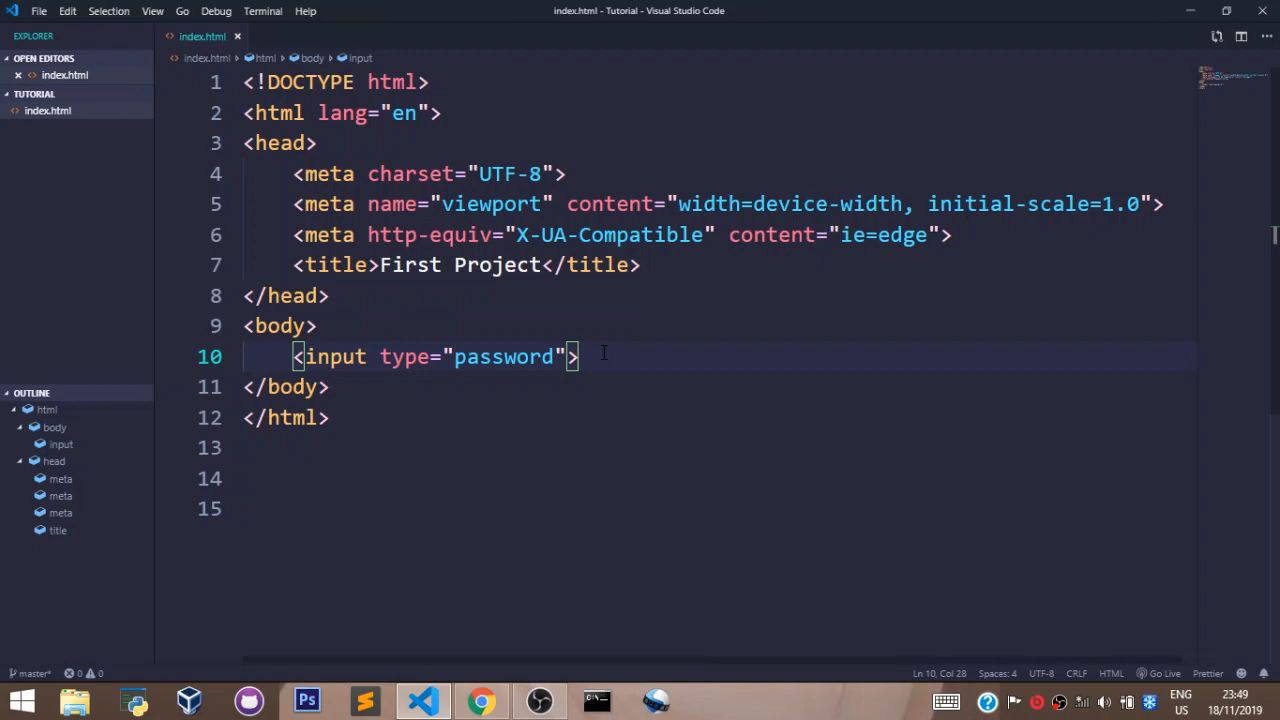 File Edit Selection View Go Debug Terminal Help
index.html - Tutorial - Visual Studio Code
EXPLORER
OPEN EDITORS
index.html
TUTORIAL
index.html
OUTLINE
html
body
input
head
meta
meta
meta
title
index.html
index.html > html > body > input
1 <!DOCTYPE html>
2 <html lang="en">
3 <head>
4 <meta charset="UTF-8">
5 <meta name="viewport" content="width=device-width, initial-scale=1.0">
6 <meta http-equiv="X-UA-Compatible" content="ie=edge">
7 <title>First Project</title>
8 </head>
9 <body>
10 <input type="password">
11 </body>
12 </html>
13
14
15
master* 0 0 Ln 10, Col 28 Spaces: 4 UTF-8 CRLF HTML Go Live Prettier
Ps
ENG
US
23:49
18/11/2019